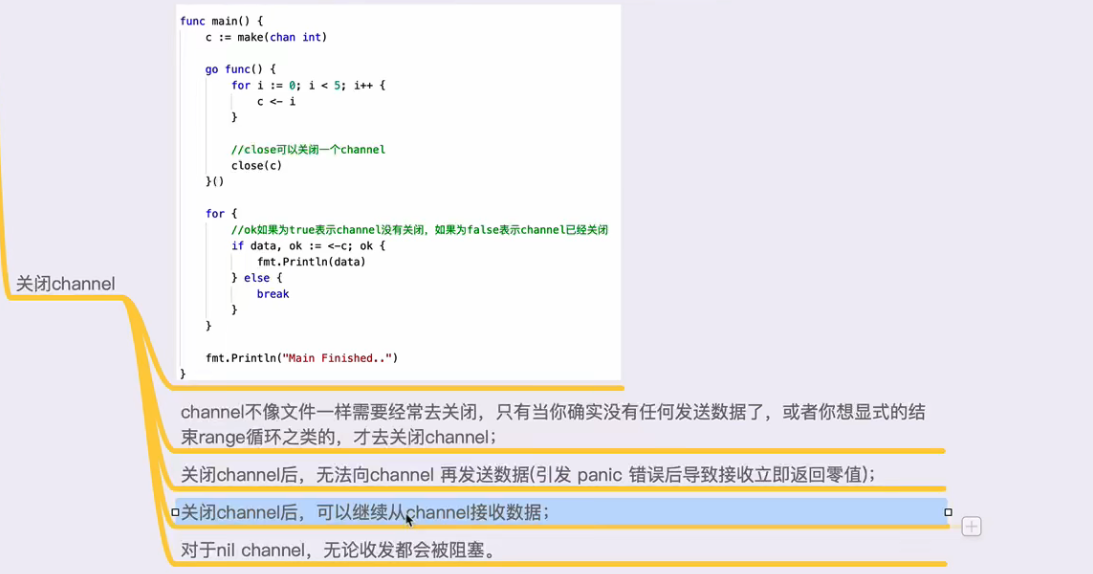 func main() {
c := make(chan int)
go func() {
for i := 0; i < 5; i++ {
c <- i
}
//close可以关闭一个channel
close(c)
}()
for {
//ok如果为true表示channel没有关闭，如果为false表示channel已经关闭
if data, ok := <-c; ok {
fmt.Println(data)
} else {
break
}
}
fmt.Println("Main Finished..")
}
关闭channel
channel不像文件一样需要经常去关闭，只有当你确实没有任何发送数据了，或者你想显式的结
束range循环之类的，才去关闭channel；
关闭channel后，无法向channel 再发送数据(引发 panic 错误后导致接收立即返回零值)；
关闭channel后，可以继续从channel接收数据；
对于nil channel，无论收发都会被阻塞。